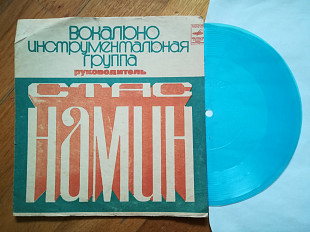 ВОКАЛЬНО
ИНСТРУМЕНТАЛЬНАЯ
ГРУППА
РУКОВОДИТЕЛЬ
СТАС
НАМИН